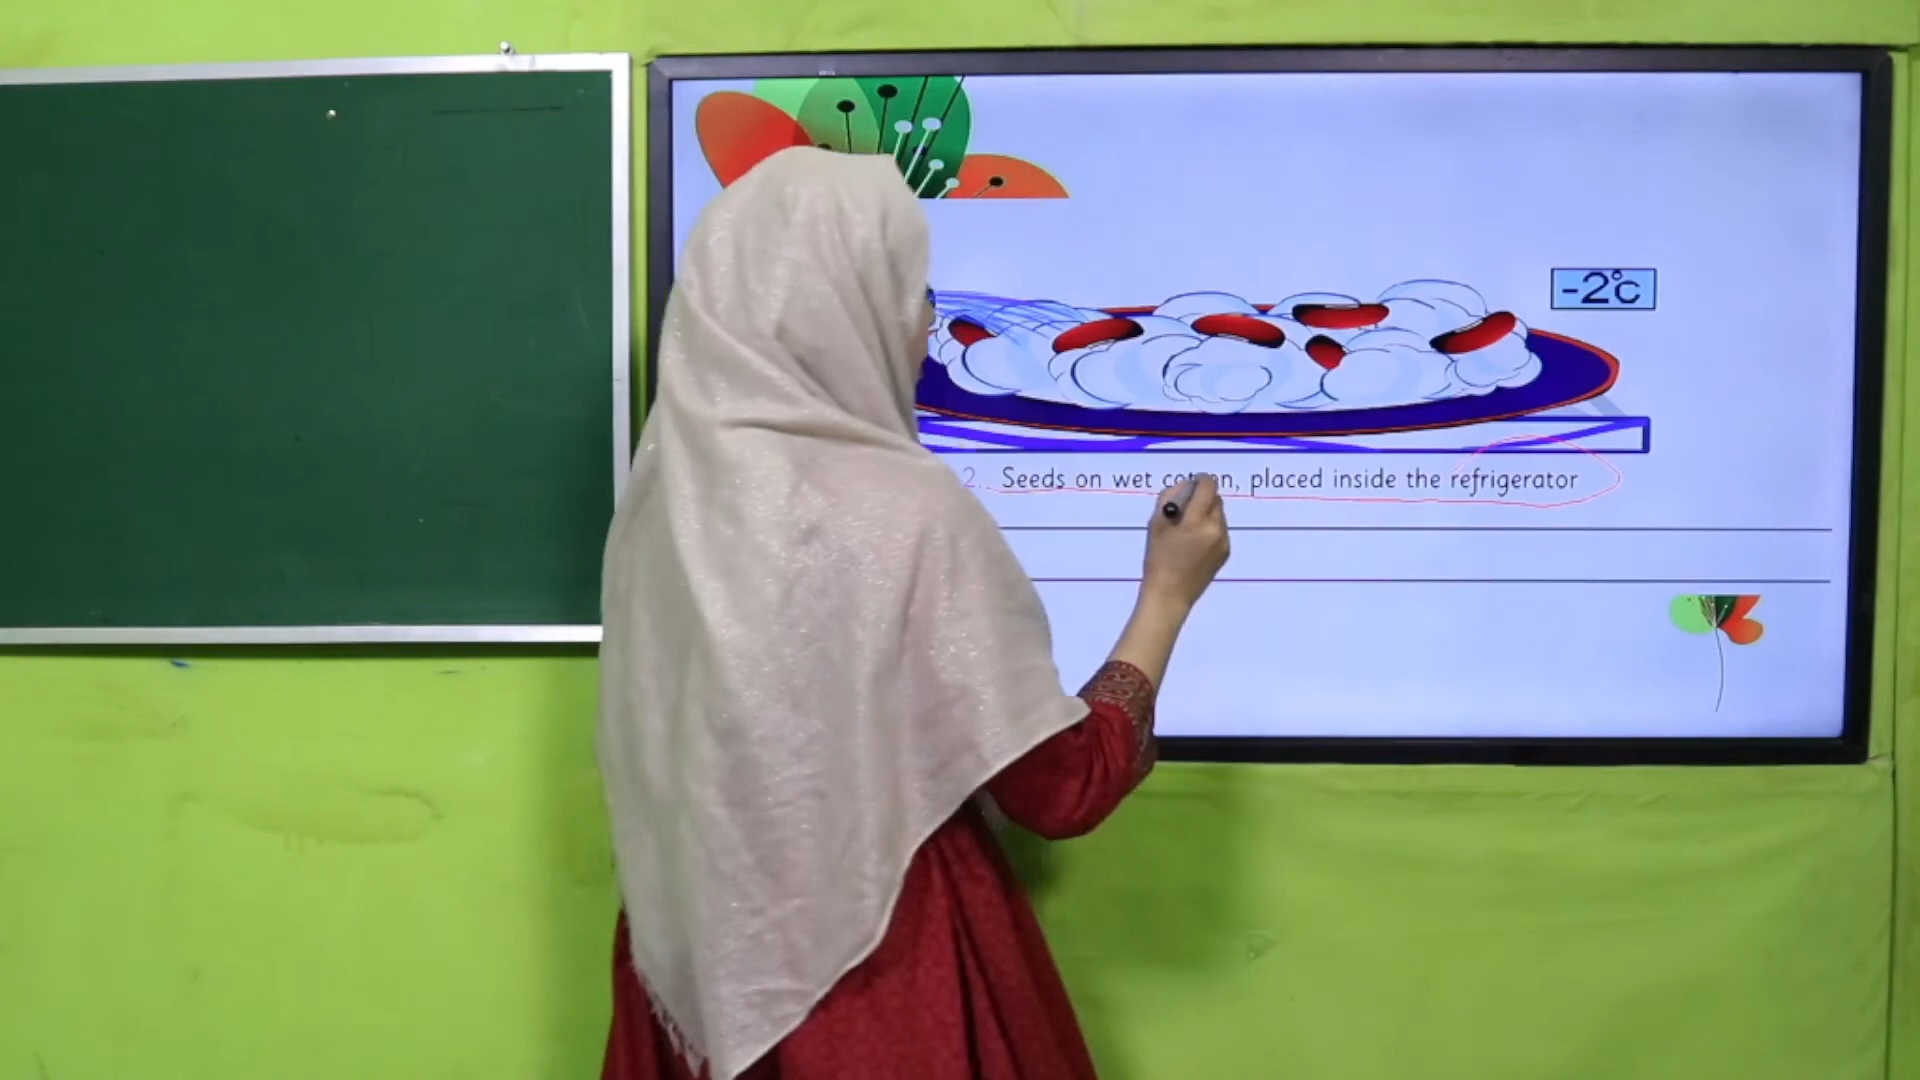 -2°c
2. Seeds on wet cotton, placed inside the refrigerator